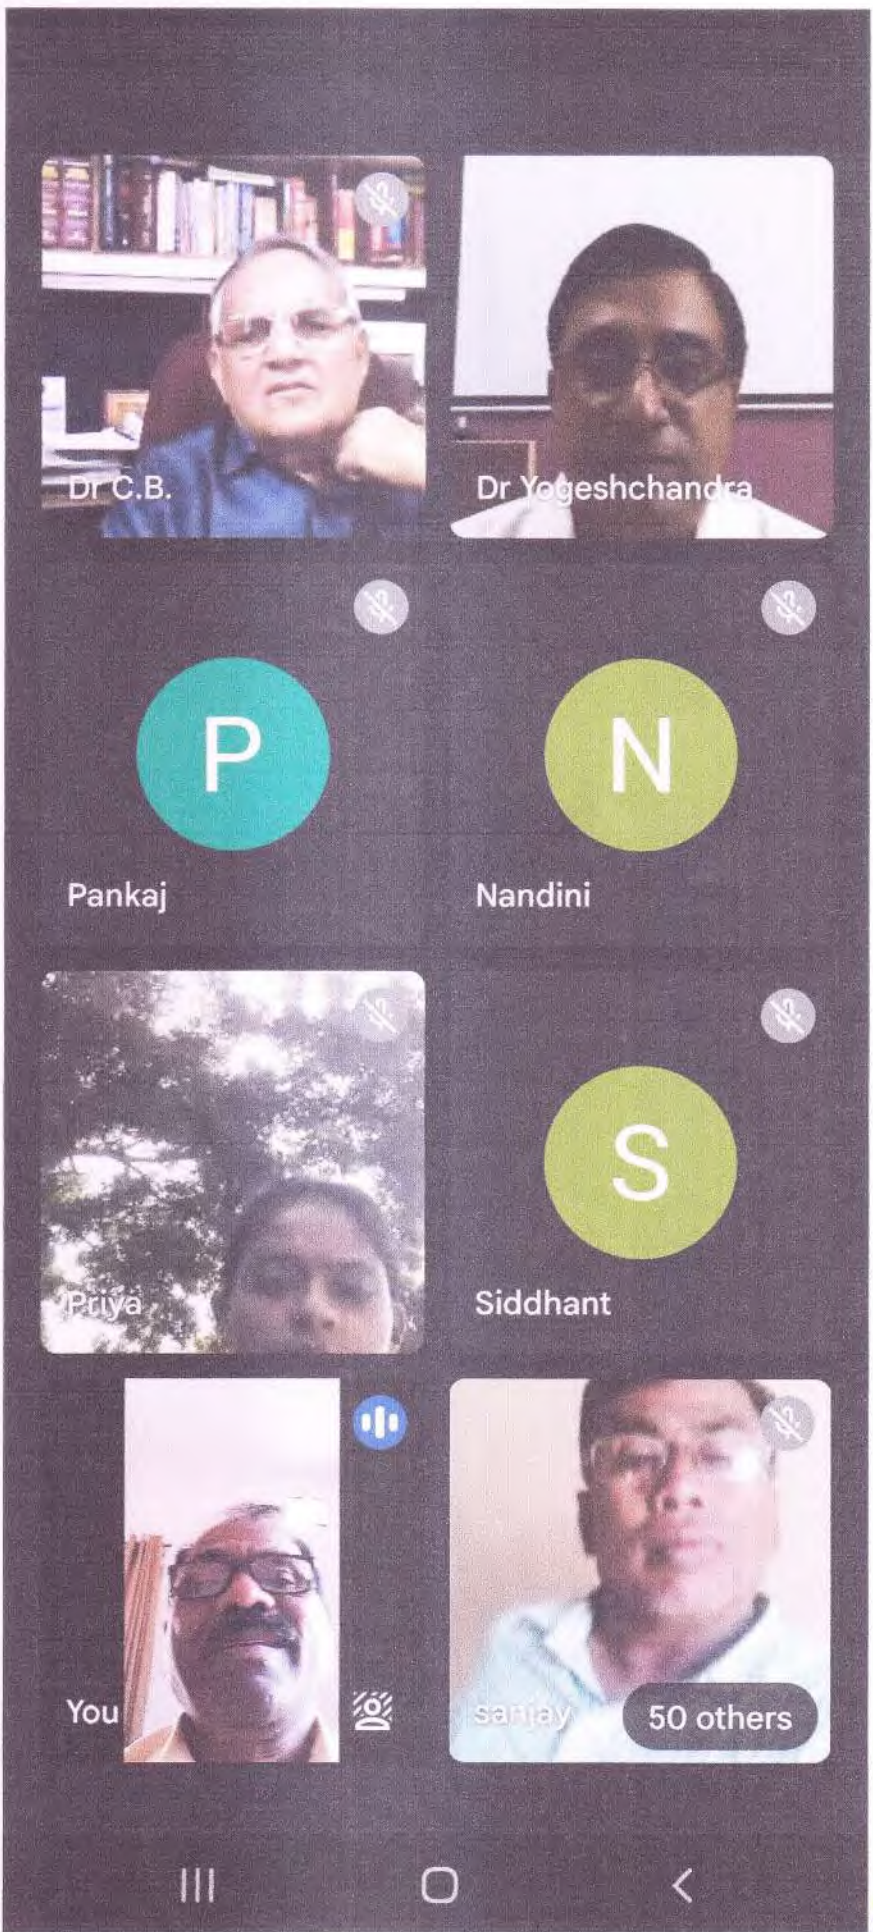 Dr C.B.
Dr Yogeshchandra
P
N
Pankaj
Nandini
Priya
S
Siddhant
You
sanjay
50 others